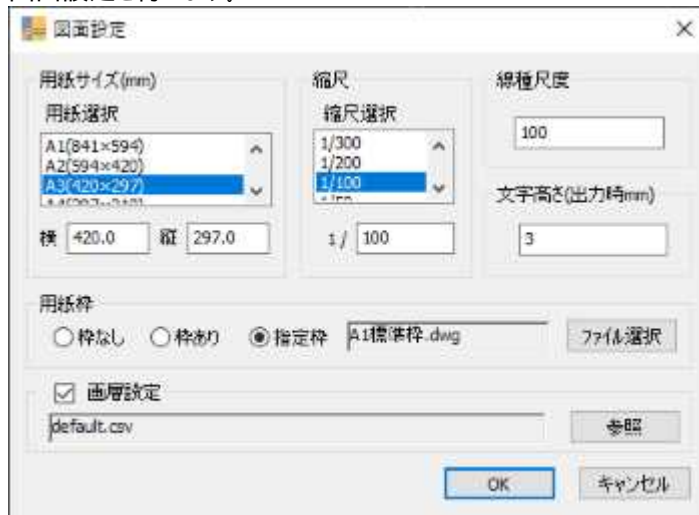 図面設定
用紙サイズ(mm)
用紙選択
A1(841×594)
A2(594×420)
A3(420×297)
横 420.0 縦 297.0
縮尺
縮尺選択
1/300
1/200
1/100
1/ 100
線種尺度
100
文字高さ(出力時mm)
3
用紙枠
枠なし 枠あり 指定枠 A1標準枠.dwg ファイル選択
画層設定
default.csv 参照
OK キャンセル